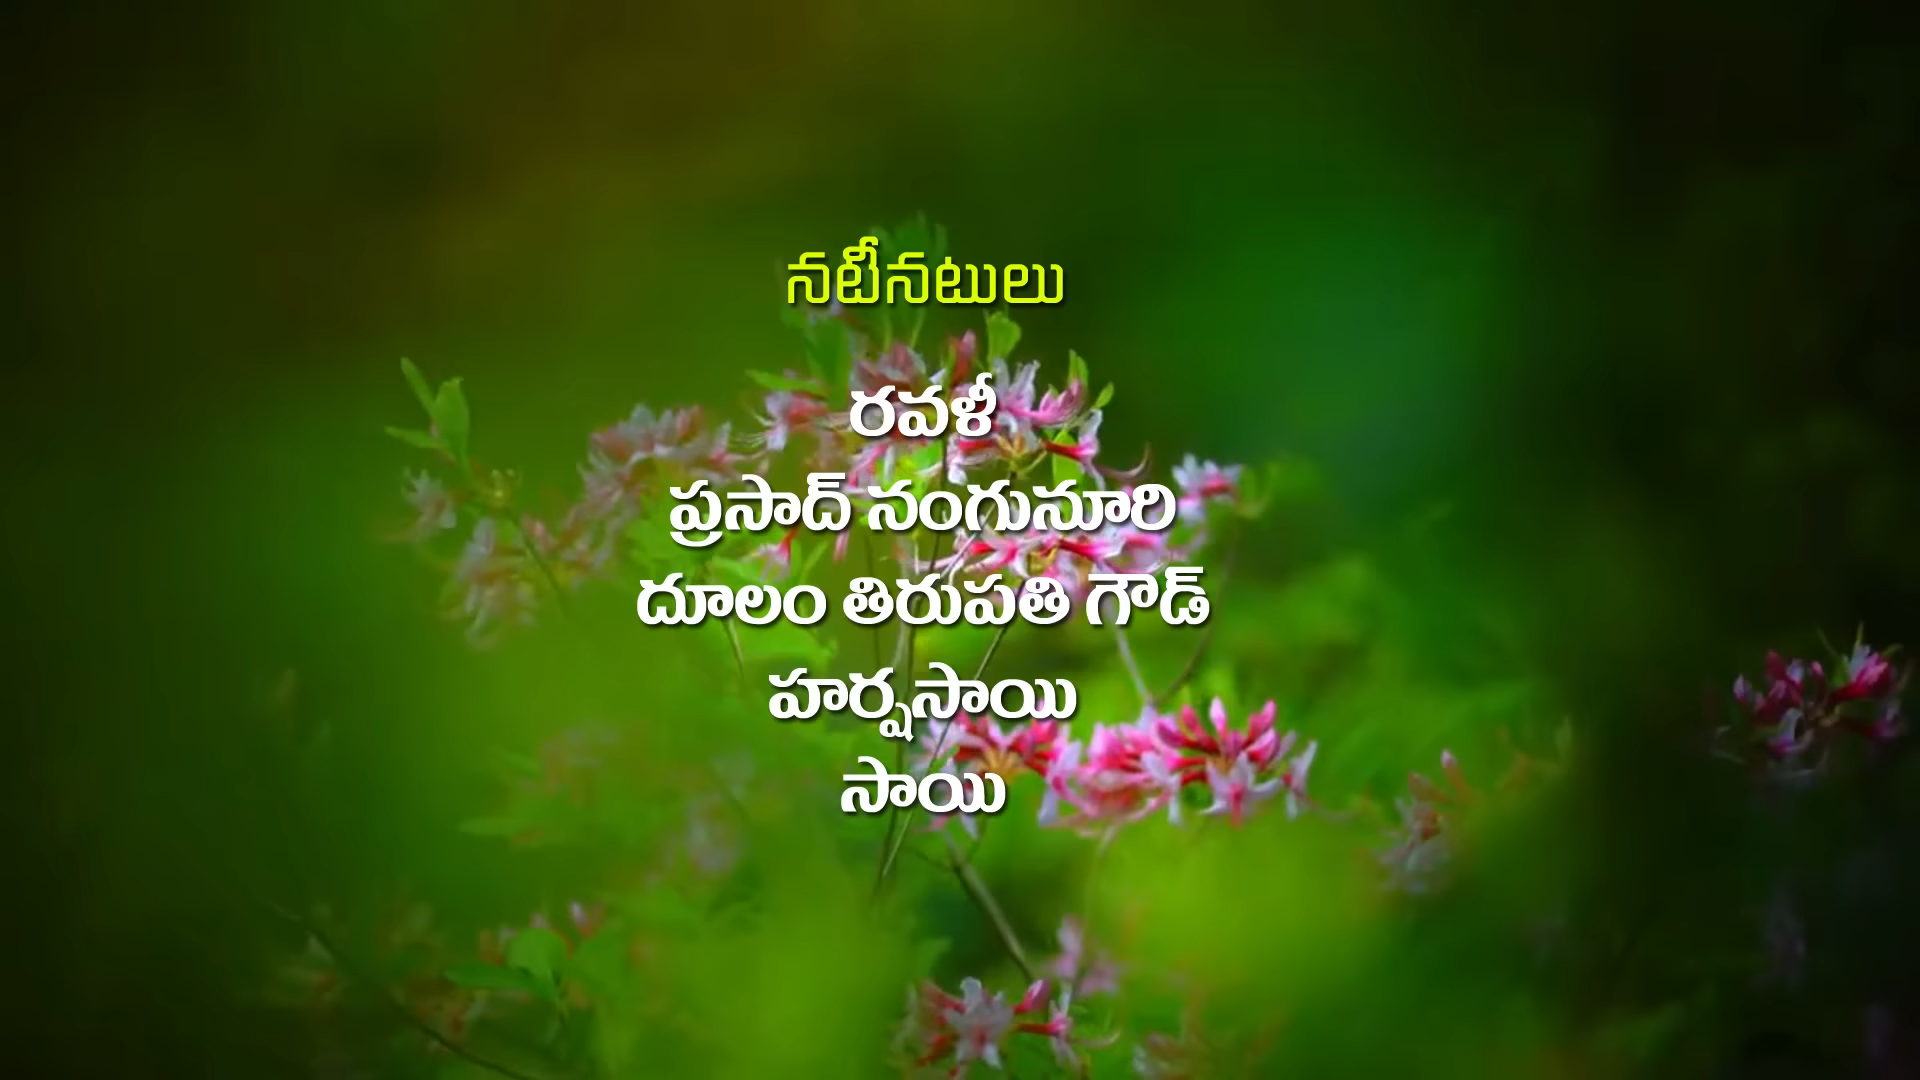 నటీనటులు
రవళీ
ప్రసాద్ నంగునూరి
దూలం తిరుపతి గౌడ్
హర్షసాయి
సాయి